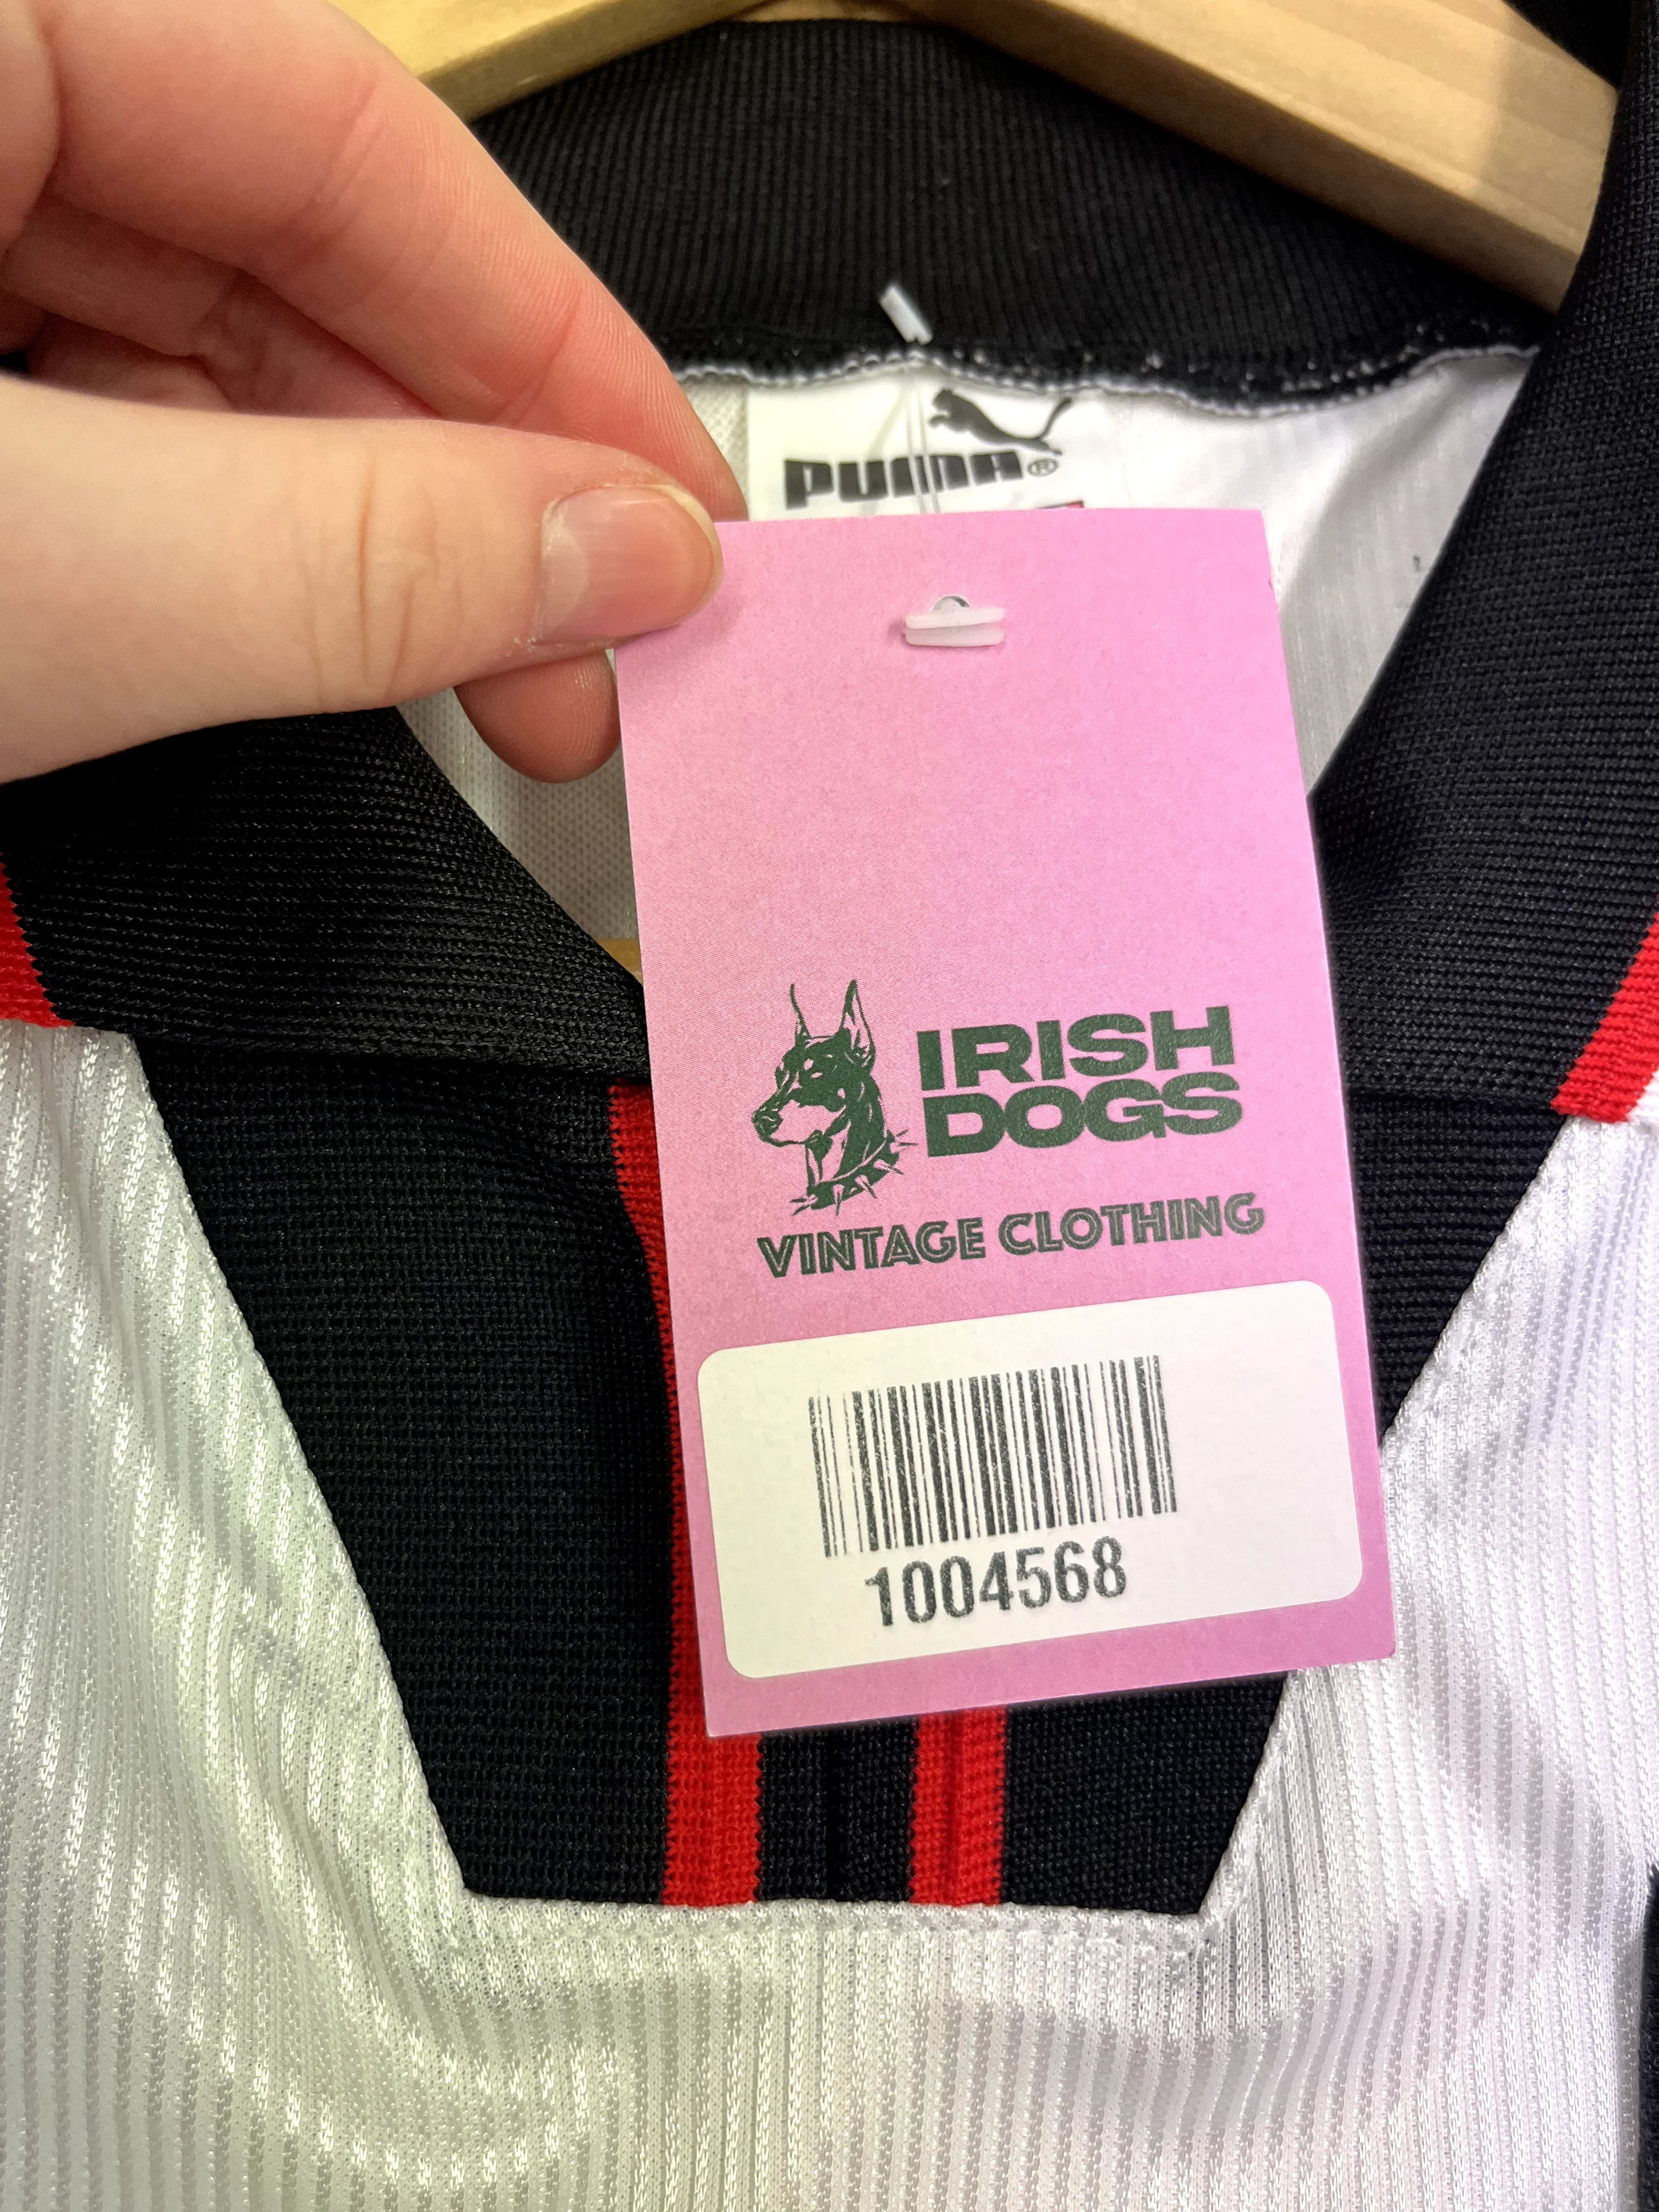 PUMA®
IRISH
DOGS
VINTAGE CLOTHING
1004568